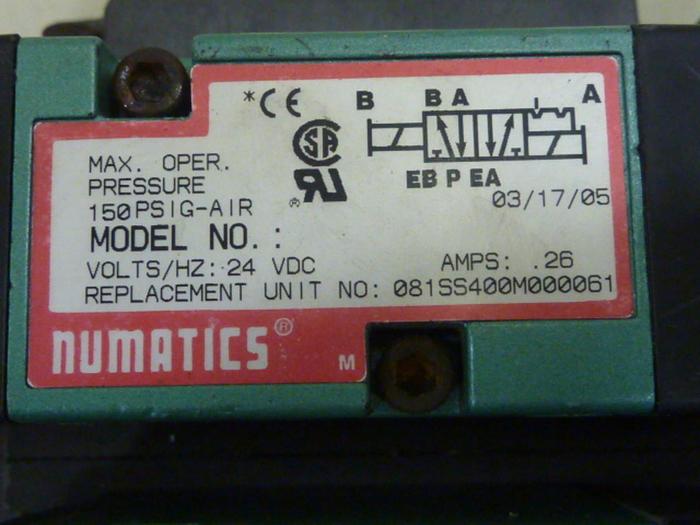 *CE
B BA A
SA
EB P EA
MAX. OPER.
PRESSURE
150PSIG-AIR
03/17/05
MODEL NO.:
VOLTS/HZ: 24 VDC AMPS: .26
REPLACEMENT UNIT NO: 081SS400M000061
numatics® M